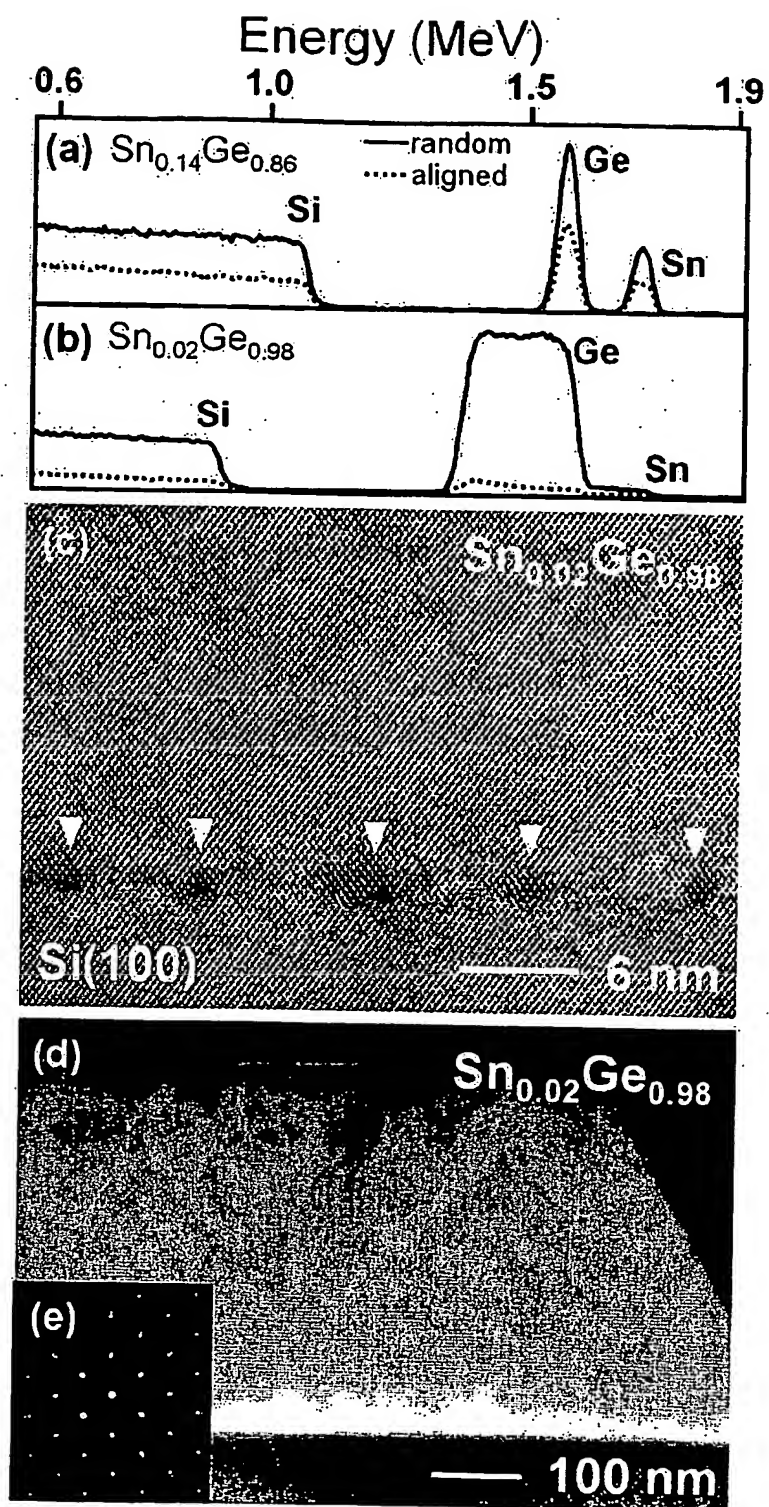 Energy (MeV)
0.6 1.0 1.5 1.9
(a) Sn0.14Ge0.86
random
aligned
Ge
Si
Sn
(b) Sn0.02Ge0.98
Ge
Si
Sn
(c)
Sn0.02Ge0.98
Si(100)
6 nm
(d)
Sn0.02Ge0.98
(e)
100 nm